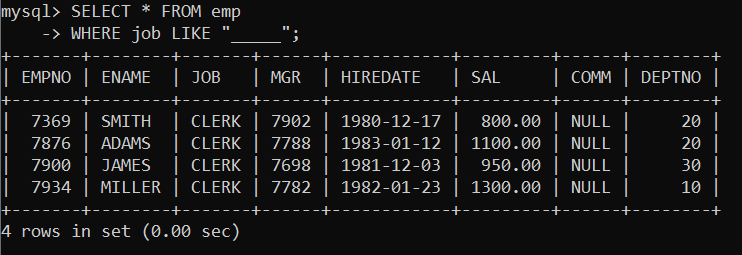 mysql> SELECT * FROM emp
    -> WHERE job LIKE "_____";
+-------+--------+-------+------+------------+---------+------+--------+
| EMPNO | ENAME  | JOB   | MGR  | HIREDATE   | SAL     | COMM | DEPTNO |
+-------+--------+-------+------+------------+---------+------+--------+
|  7369 | SMITH  | CLERK | 7902 | 1980-12-17 |  800.00 | NULL |     20 |
|  7876 | ADAMS  | CLERK | 7788 | 1983-01-12 | 1100.00 | NULL |     20 |
|  7900 | JAMES  | CLERK | 7698 | 1981-12-03 |  950.00 | NULL |     30 |
|  7934 | MILLER | CLERK | 7782 | 1982-01-23 | 1300.00 | NULL |     10 |
+-------+--------+-------+------+------------+---------+------+--------+
4 rows in set (0.00 sec)